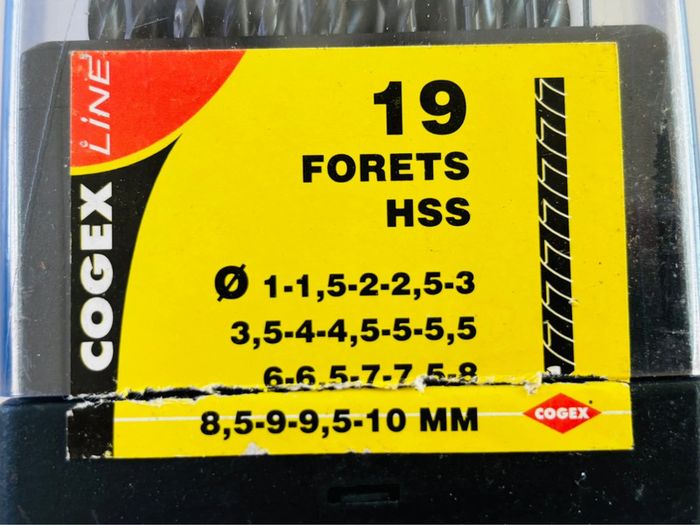 COGEX LiNE
19
FORETS
HSS
Ø 1-1,5-2-2,5-3
3,5-4-4,5-5-5,5
6-6,5-7-7,5-8
8,5-9-9,5-10 MM
COGEX